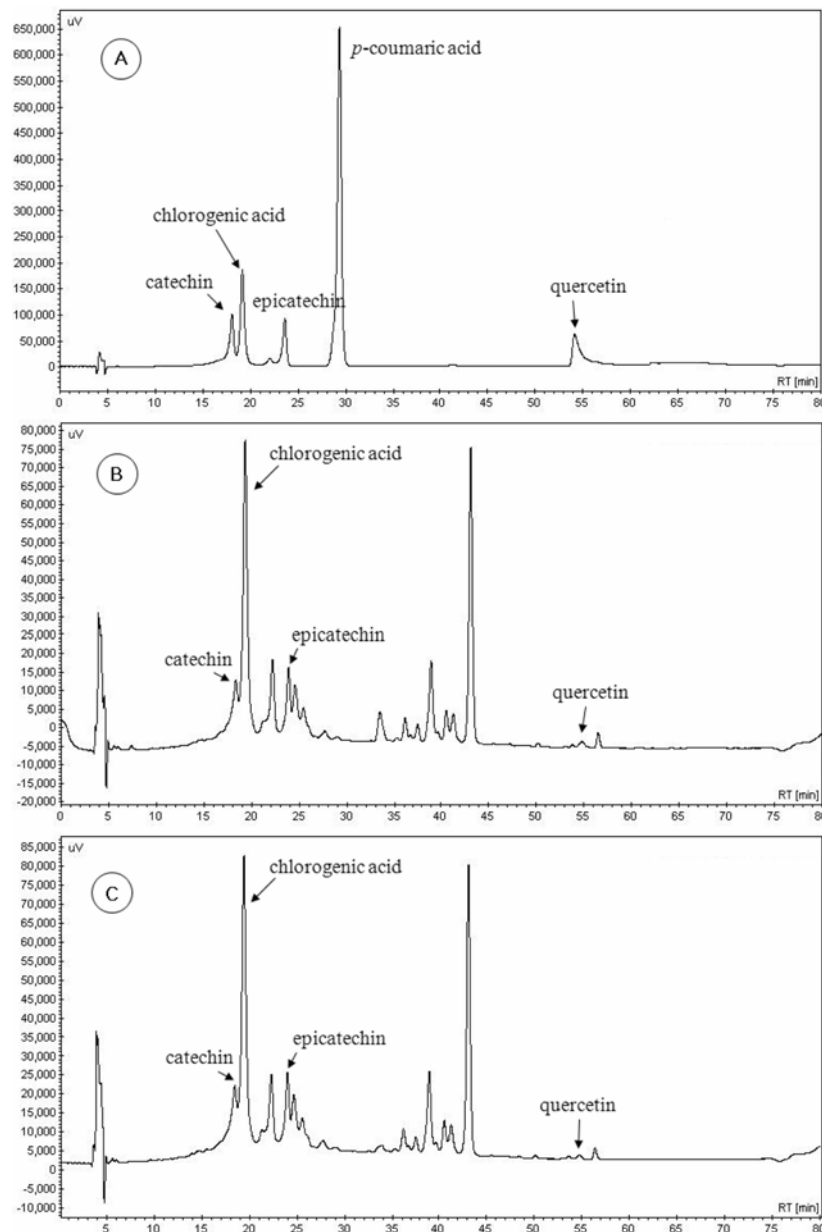 uV
A
650,000
600,000
550,000
500,000
450,000
400,000
350,000
300,000
250,000
200,000
150,000
100,000
50,000
0
p-coumaric acid
chlorogenic acid
catechin
epicatechin
quercetin
RT [min]
0 5 10 15 20 25 30 35 40 45 50 55 60 65 70 75 80
uV
B
80,000
75,000
70,000
65,000
60,000
55,000
50,000
45,000
40,000
35,000
30,000
25,000
20,000
15,000
10,000
5,000
0
-5,000
-10,000
-15,000
-20,000
chlorogenic acid
catechin
epicatechin
quercetin
RT [min]
0 5 10 15 20 25 30 35 40 45 50 55 60 65 70 75 80
uV
C
85,000
80,000
75,000
70,000
65,000
60,000
55,000
50,000
45,000
40,000
35,000
30,000
25,000
20,000
15,000
10,000
5,000
0
-5,000
-10,000
chlorogenic acid
catechin
epicatechin
quercetin
RT [min]
5 10 15 20 25 30 35 40 45 50 55 60 65 70 75 80